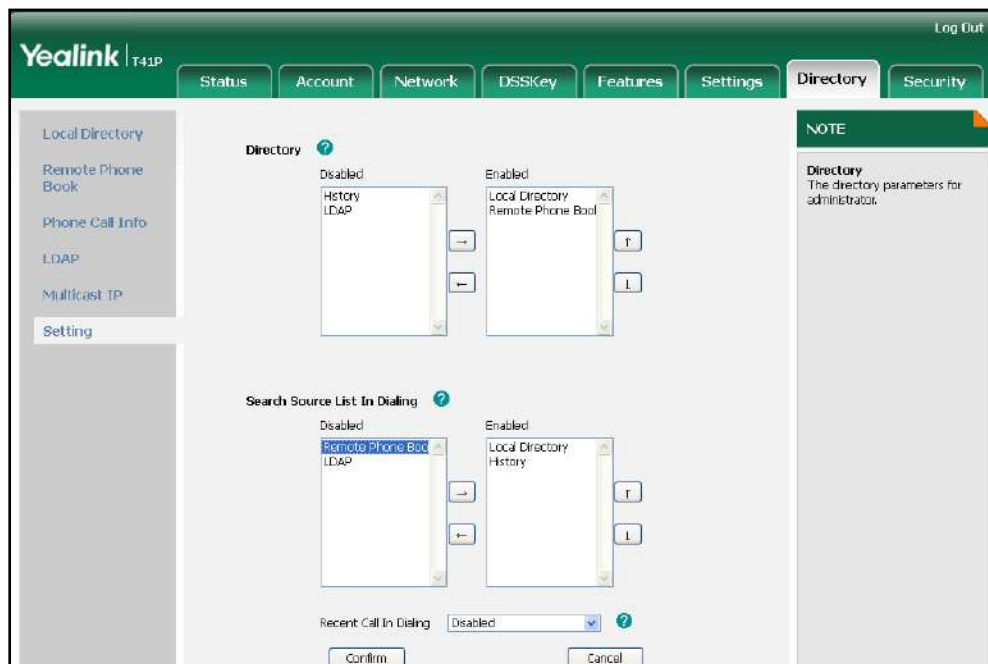 Log Out
Yealink T41P
Status Account Network DSSKey Features Settings Directory Security
Local Directory
Remote Phone
Book
Phone Call Info
LDAP
Multicast IP
Setting
Directory ?
Disabled
History
LDAP
Enabled
Local Directory
Remote Phone Bool
Search Source List In Dialing ?
Disabled
Remote Phone Boo
LDAP
Enabled
Local Directory
History
Recent Call In Dialing Disabled ?
Confirm Cancel
NOTE
Directory
The directory parameters for
administrator.